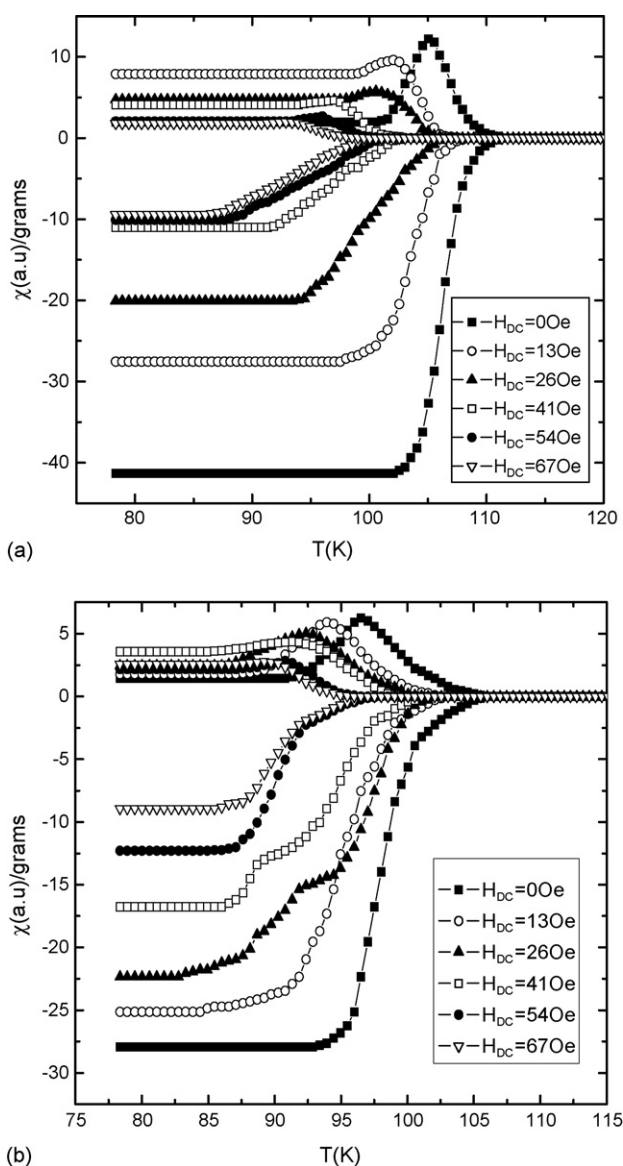 10
0
-10
-20
-30
-40
χ(a.u)/grams
H_DC=0Oe
H_DC=13Oe
H_DC=26Oe
H_DC=41Oe
H_DC=54Oe
H_DC=67Oe
80 90 100 110 120
(a) T(K)
5
0
-5
-10
-15
-20
-25
-30
χ(a.u)/grams
H_DC=0Oe
H_DC=13Oe
H_DC=26Oe
H_DC=41Oe
H_DC=54Oe
H_DC=67Oe
75 80 85 90 95 100 105 110 115
(b) T(K)